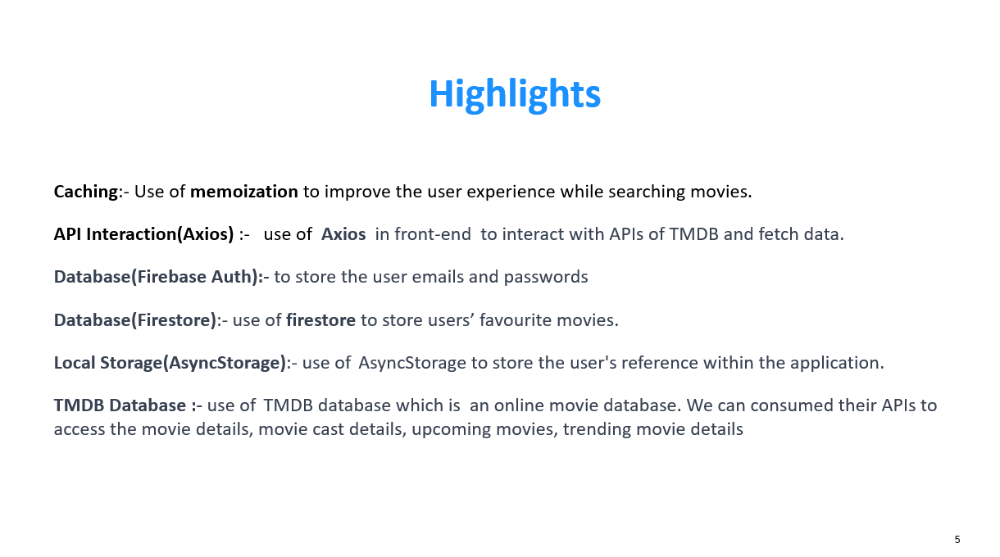 Highlights
Caching:- Use of memoization to improve the user experience while searching movies.
API Interaction(Axios) :- use of Axios in front-end to interact with APIs of TMDB and fetch data.
Database(Firebase Auth):- to store the user emails and passwords
Database(Firestore):- use of firestore to store users’ favourite movies.
Local Storage(AsyncStorage):- use of AsyncStorage to store the user's reference within the application.
TMDB Database :- use of TMDB database which is an online movie database. We can consumed their APIs to
access the movie details, movie cast details, upcoming movies, trending movie details
5